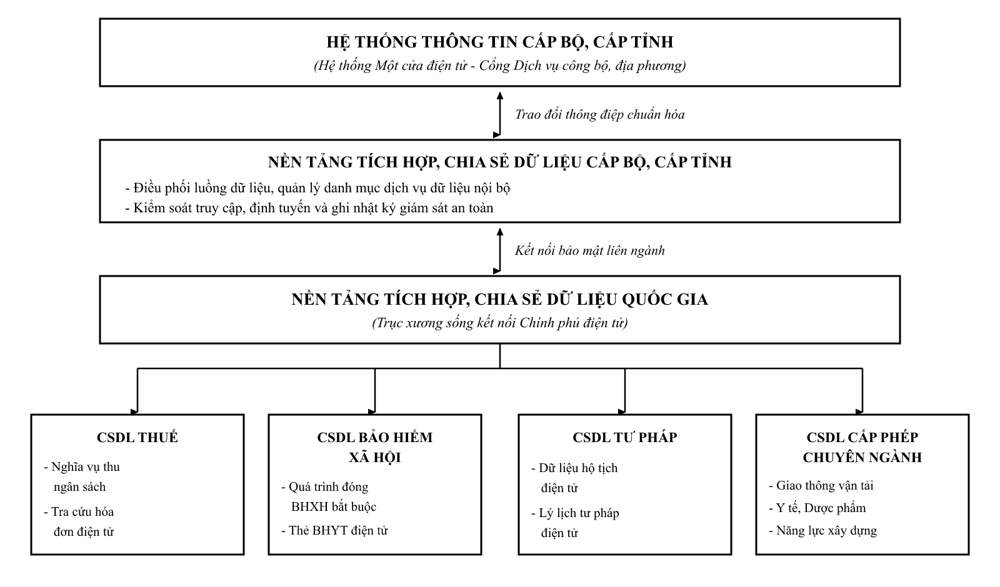 HỆ THỐNG THÔNG TIN CẤP BỘ, CẤP TỈNH
(Hệ thống Một cửa điện tử - Cổng Dịch vụ công bộ, địa phương)
Trao đổi thông điệp chuẩn hóa
NỀN TẢNG TÍCH HỢP, CHIA SẺ DỮ LIỆU CẤP BỘ, CẤP TỈNH
- Điều phối luồng dữ liệu, quản lý danh mục dịch vụ dữ liệu nội bộ
- Kiểm soát truy cập, định tuyến và ghi nhật ký giám sát an toàn
Kết nối bảo mật liên ngành
NỀN TẢNG TÍCH HỢP, CHIA SẺ DỮ LIỆU QUỐC GIA
(Trục xương sống kết nối Chính phủ điện tử)
CSDL THUẾ
- Nghĩa vụ thu
ngân sách
- Tra cứu hóa
đơn điện tử
CSDL BẢO HIỂM
XÃ HỘI
- Quá trình đóng
BHXH bắt buộc
- Thẻ BHYT điện tử
CSDL TƯ PHÁP
- Dữ liệu hộ tịch
điện tử
- Lý lịch tư pháp
điện tử
CSDL CẤP PHÉP
CHUYÊN NGÀNH
- Giao thông vận tải
- Y tế, Dược phẩm
- Năng lực xây dựng